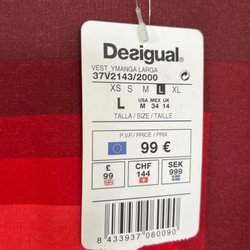 Desigual®
VEST_YMANGA LARGA
37V2143/2000
XS S M L XL
L
USA MEX UK
M 34 14
TALLA / SIZE / TAILLE
P.V.P./ PRICE / PRIX
99 €
£
99
CHF
144
SEK
999
8 433937 060090